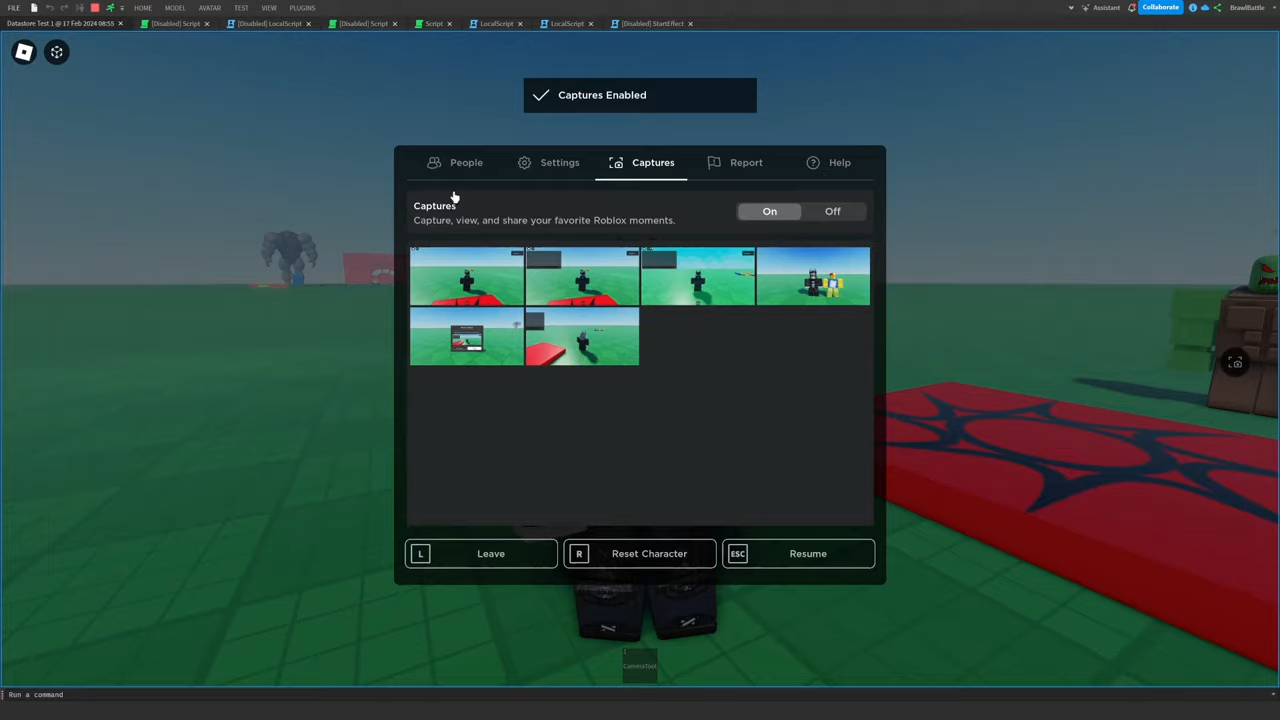 FILE HOME MODEL AVATAR TEST VIEW PLUGINS Assistant Collaborate BrawlBattle
Datastore Test 1 @ 17 Feb 2024 08:55 × [Disabled] Script × [Disabled] LocalScript × [Disabled] Script × Script × LocalScript × LocalScript × [Disabled] StartEffect ×
Captures Enabled
People Settings Captures Report Help
Captures
Capture, view, and share your favorite Roblox moments.
On Off
L Leave R Reset Character ESC Resume
1
CameraTool
Run a command